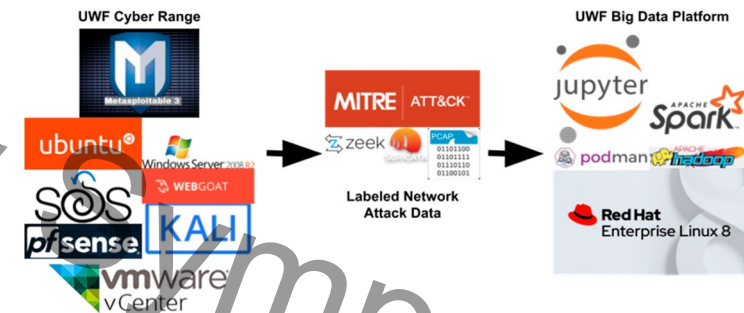 UWF Cyber Range
Metasploitable 3
ubuntu®
Windows Server 2008 R2
WEBGOAT
SOS
pfsense
KALI
vmware
vCenter
MITRE | ATT&CK™
zeek
SURICATA
PCAP
01101100
01101111
01110110
01100101
Labeled Network
Attack Data
UWF Big Data Platform
jupyter
APACHE
Spark
podman
APACHE
hadoop
Red Hat
Enterprise Linux 8